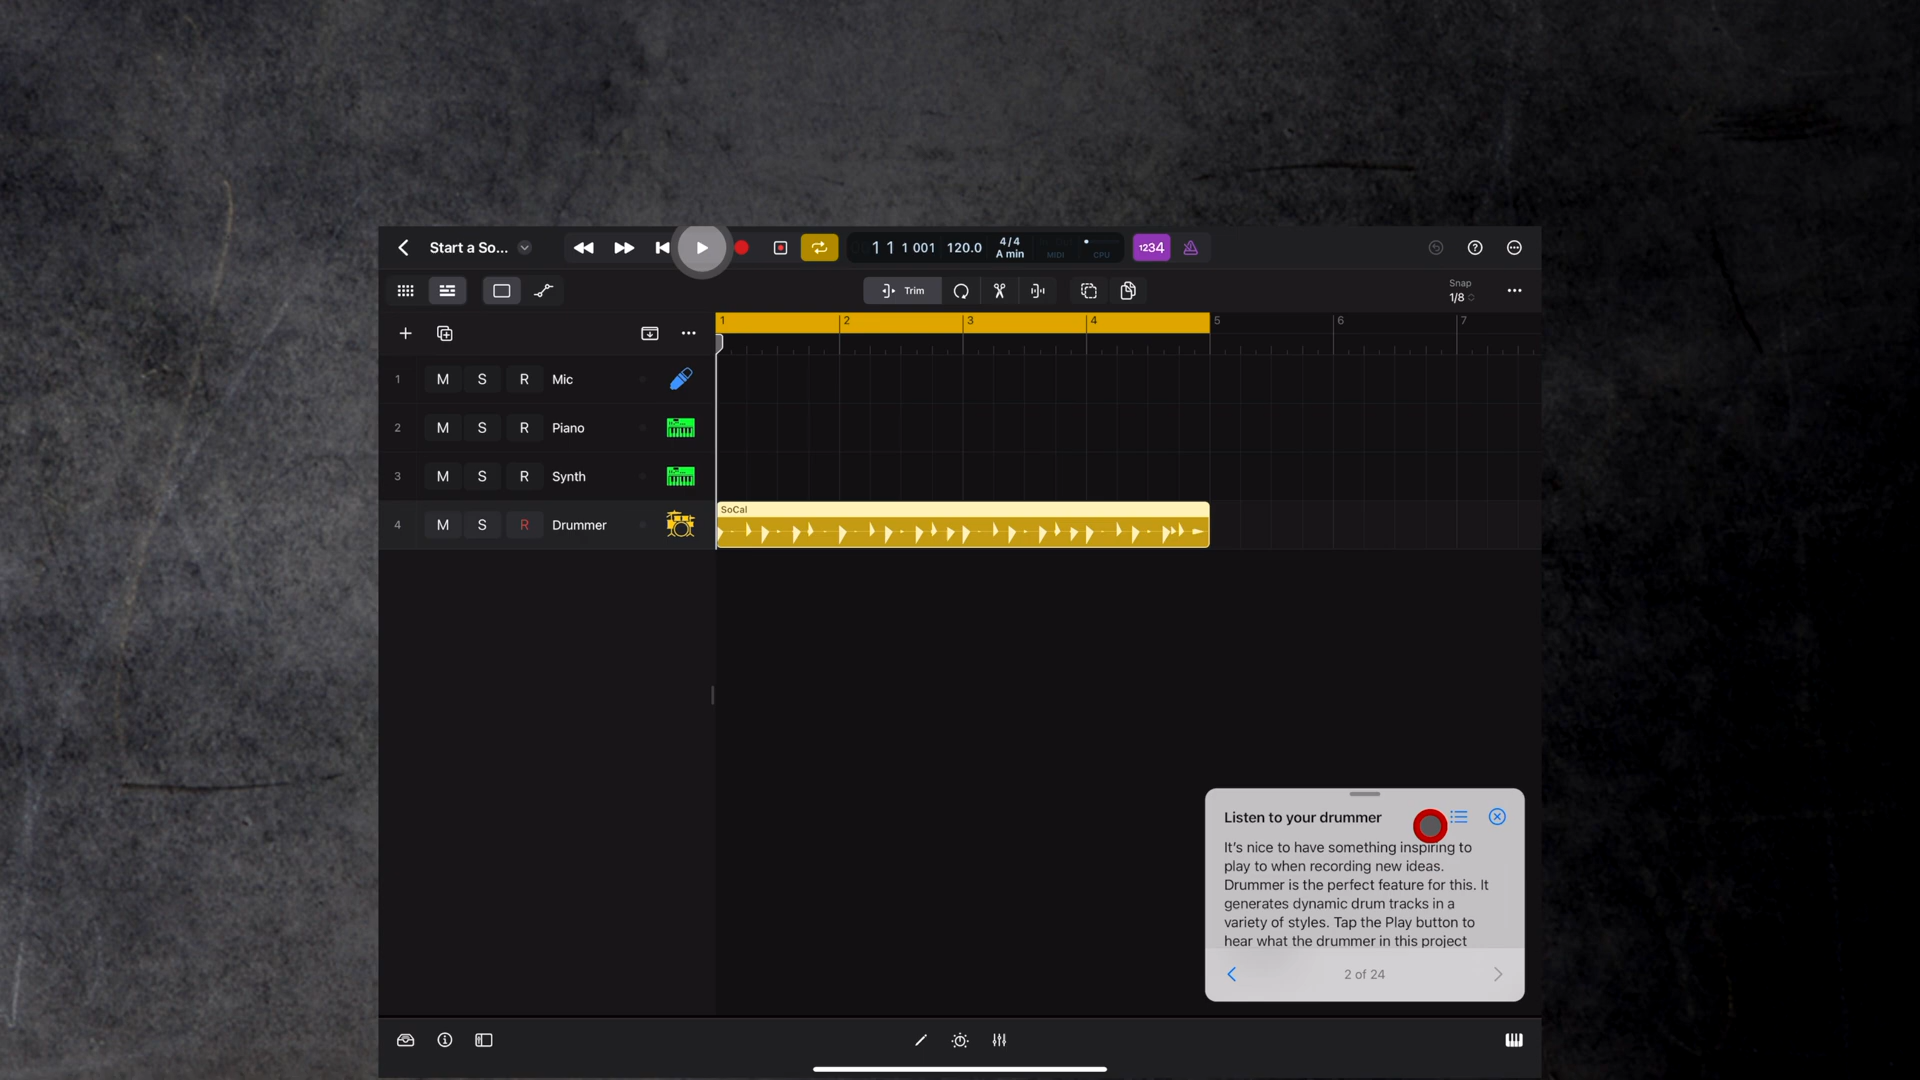 Start a So...
1 1 1 001
120.0
4/4
A min
MIDI
CPU
1234
Trim
Snap
1/8
1
2
3
4
5
6
7
1
M
S
R
Mic
2
M
S
R
Piano
3
M
S
R
Synth
4
M
S
R
Drummer
SoCal
Listen to your drummer
It's nice to have something inspiring to
play to when recording new ideas.
Drummer is the perfect feature for this. It
generates dynamic drum tracks in a
variety of styles. Tap the Play button to
hear what the drummer in this project
2 of 24